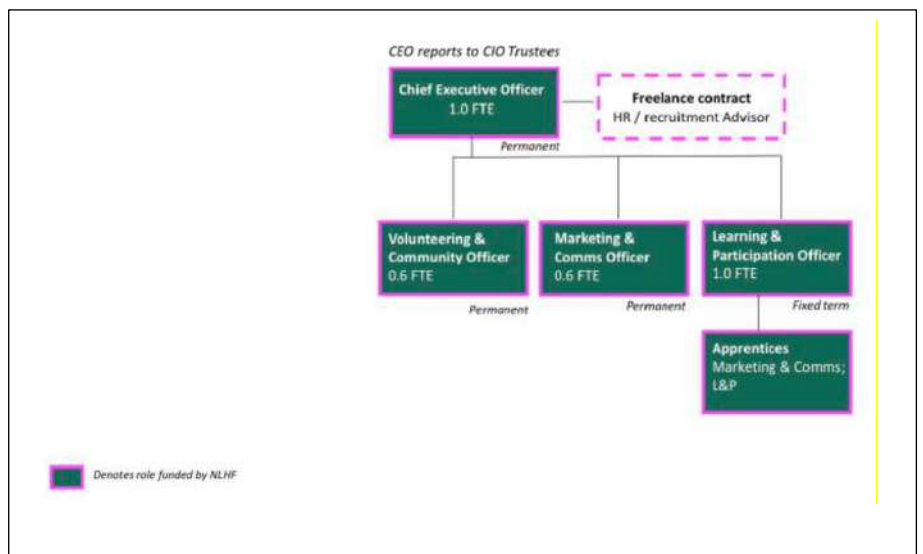 CEO reports to CIO Trustees
Chief Executive Officer
1.0 FTE
Freelance contract
HR / recruitment Advisor
Permanent
Volunteering &
Community Officer
0.6 FTE
Permanent
Marketing &
Comms Officer
0.6 FTE
Permanent
Learning &
Participation Officer
1.0 FTE
Fixed term
Apprentices
Marketing & Comms;
L&P
Denotes role funded by NLHF